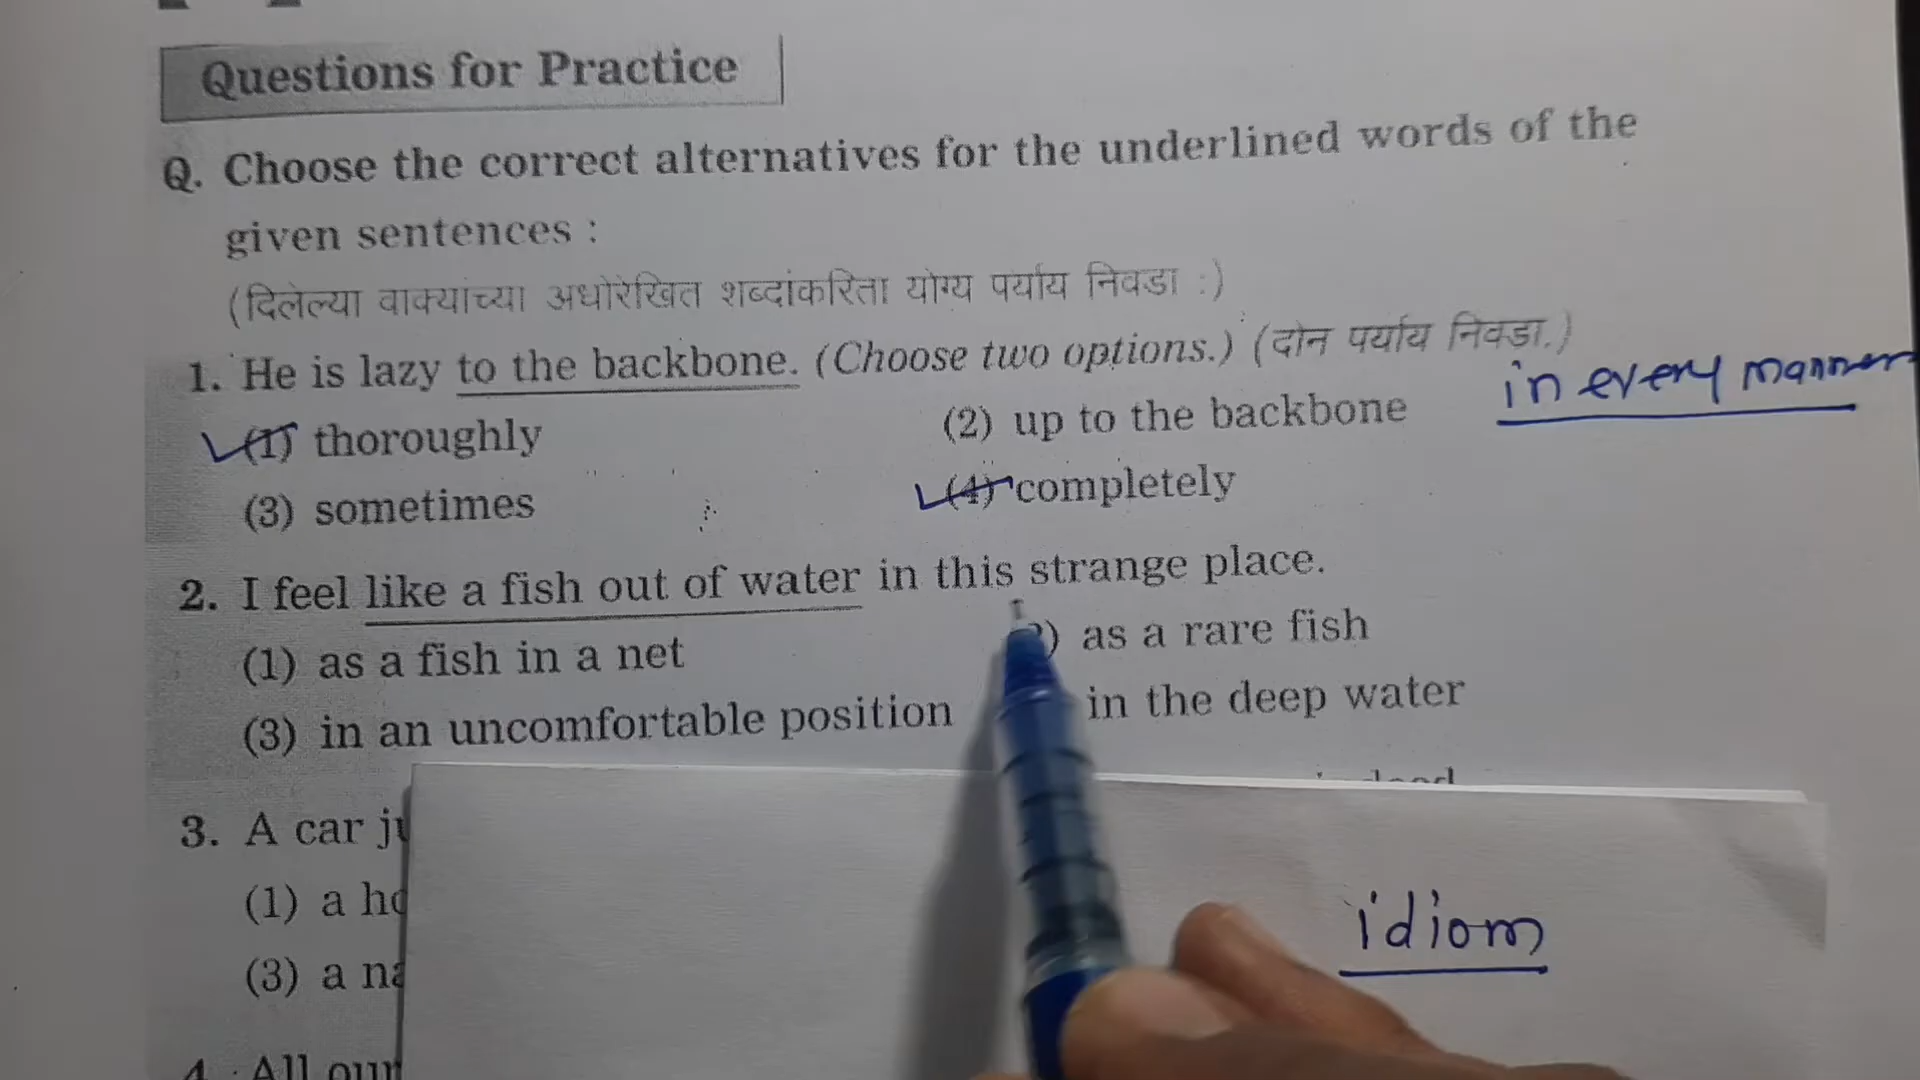 Questions for Practice
Q. Choose the correct alternatives for the underlined words of the
given sentences :
(दिलेल्या वाक्यांच्या अधोरेखित शब्दांकरिता योग्य पर्याय निवडा :)
1. He is lazy to the backbone. (Choose two options.) (दोन पर्याय निवडा.)
in every manner
(1) thoroughly (2) up to the backbone
(3) sometimes (4) completely
2. I feel like a fish out of water in this strange place.
(1) as a fish in a net as a rare fish
(3) in an uncomfortable position in the deep water
3. A car
(1) a
(3) a
idiom
4. All our